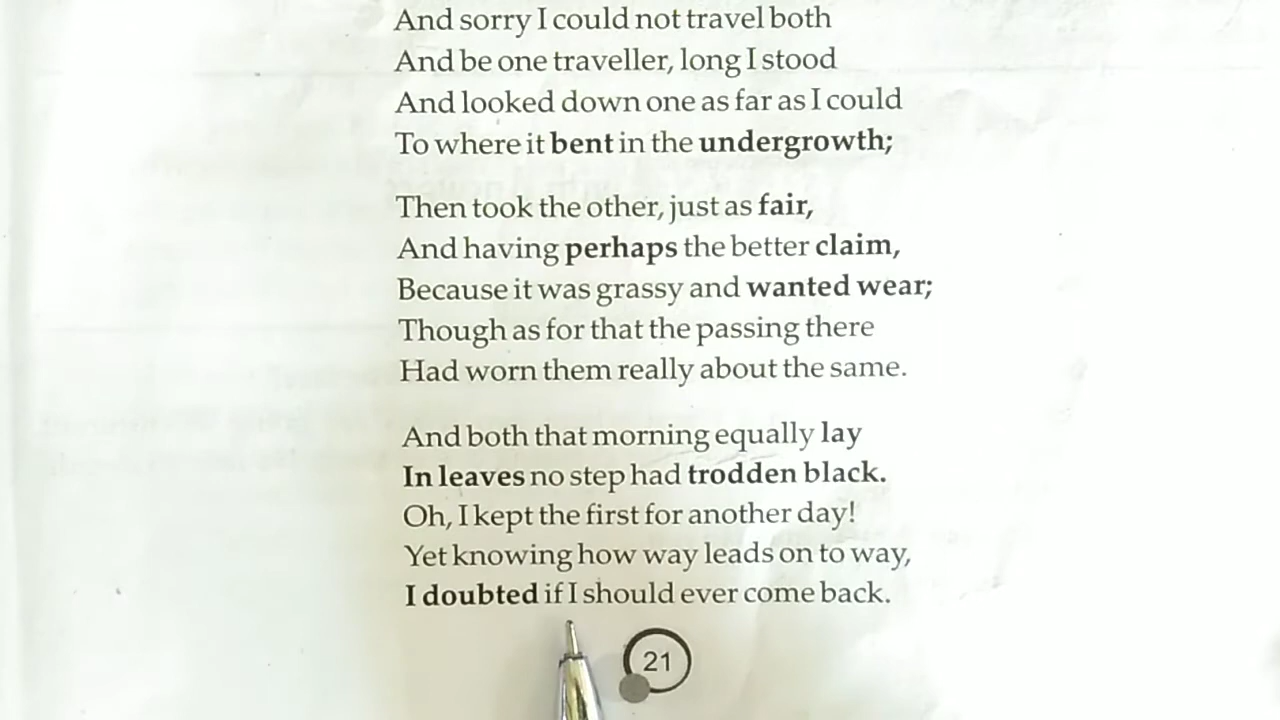 And sorry I could not travel both
And be one traveller, long I stood
And looked down one as far as I could
To where it bent in the undergrowth;
Then took the other, just as fair,
And having perhaps the better claim,
Because it was grassy and wanted wear;
Though as for that the passing there
Had worn them really about the same.
And both that morning equally lay
In leaves no step had trodden black.
Oh, I kept the first for another day!
Yet knowing how way leads on to way,
I doubted if I should ever come back.
21